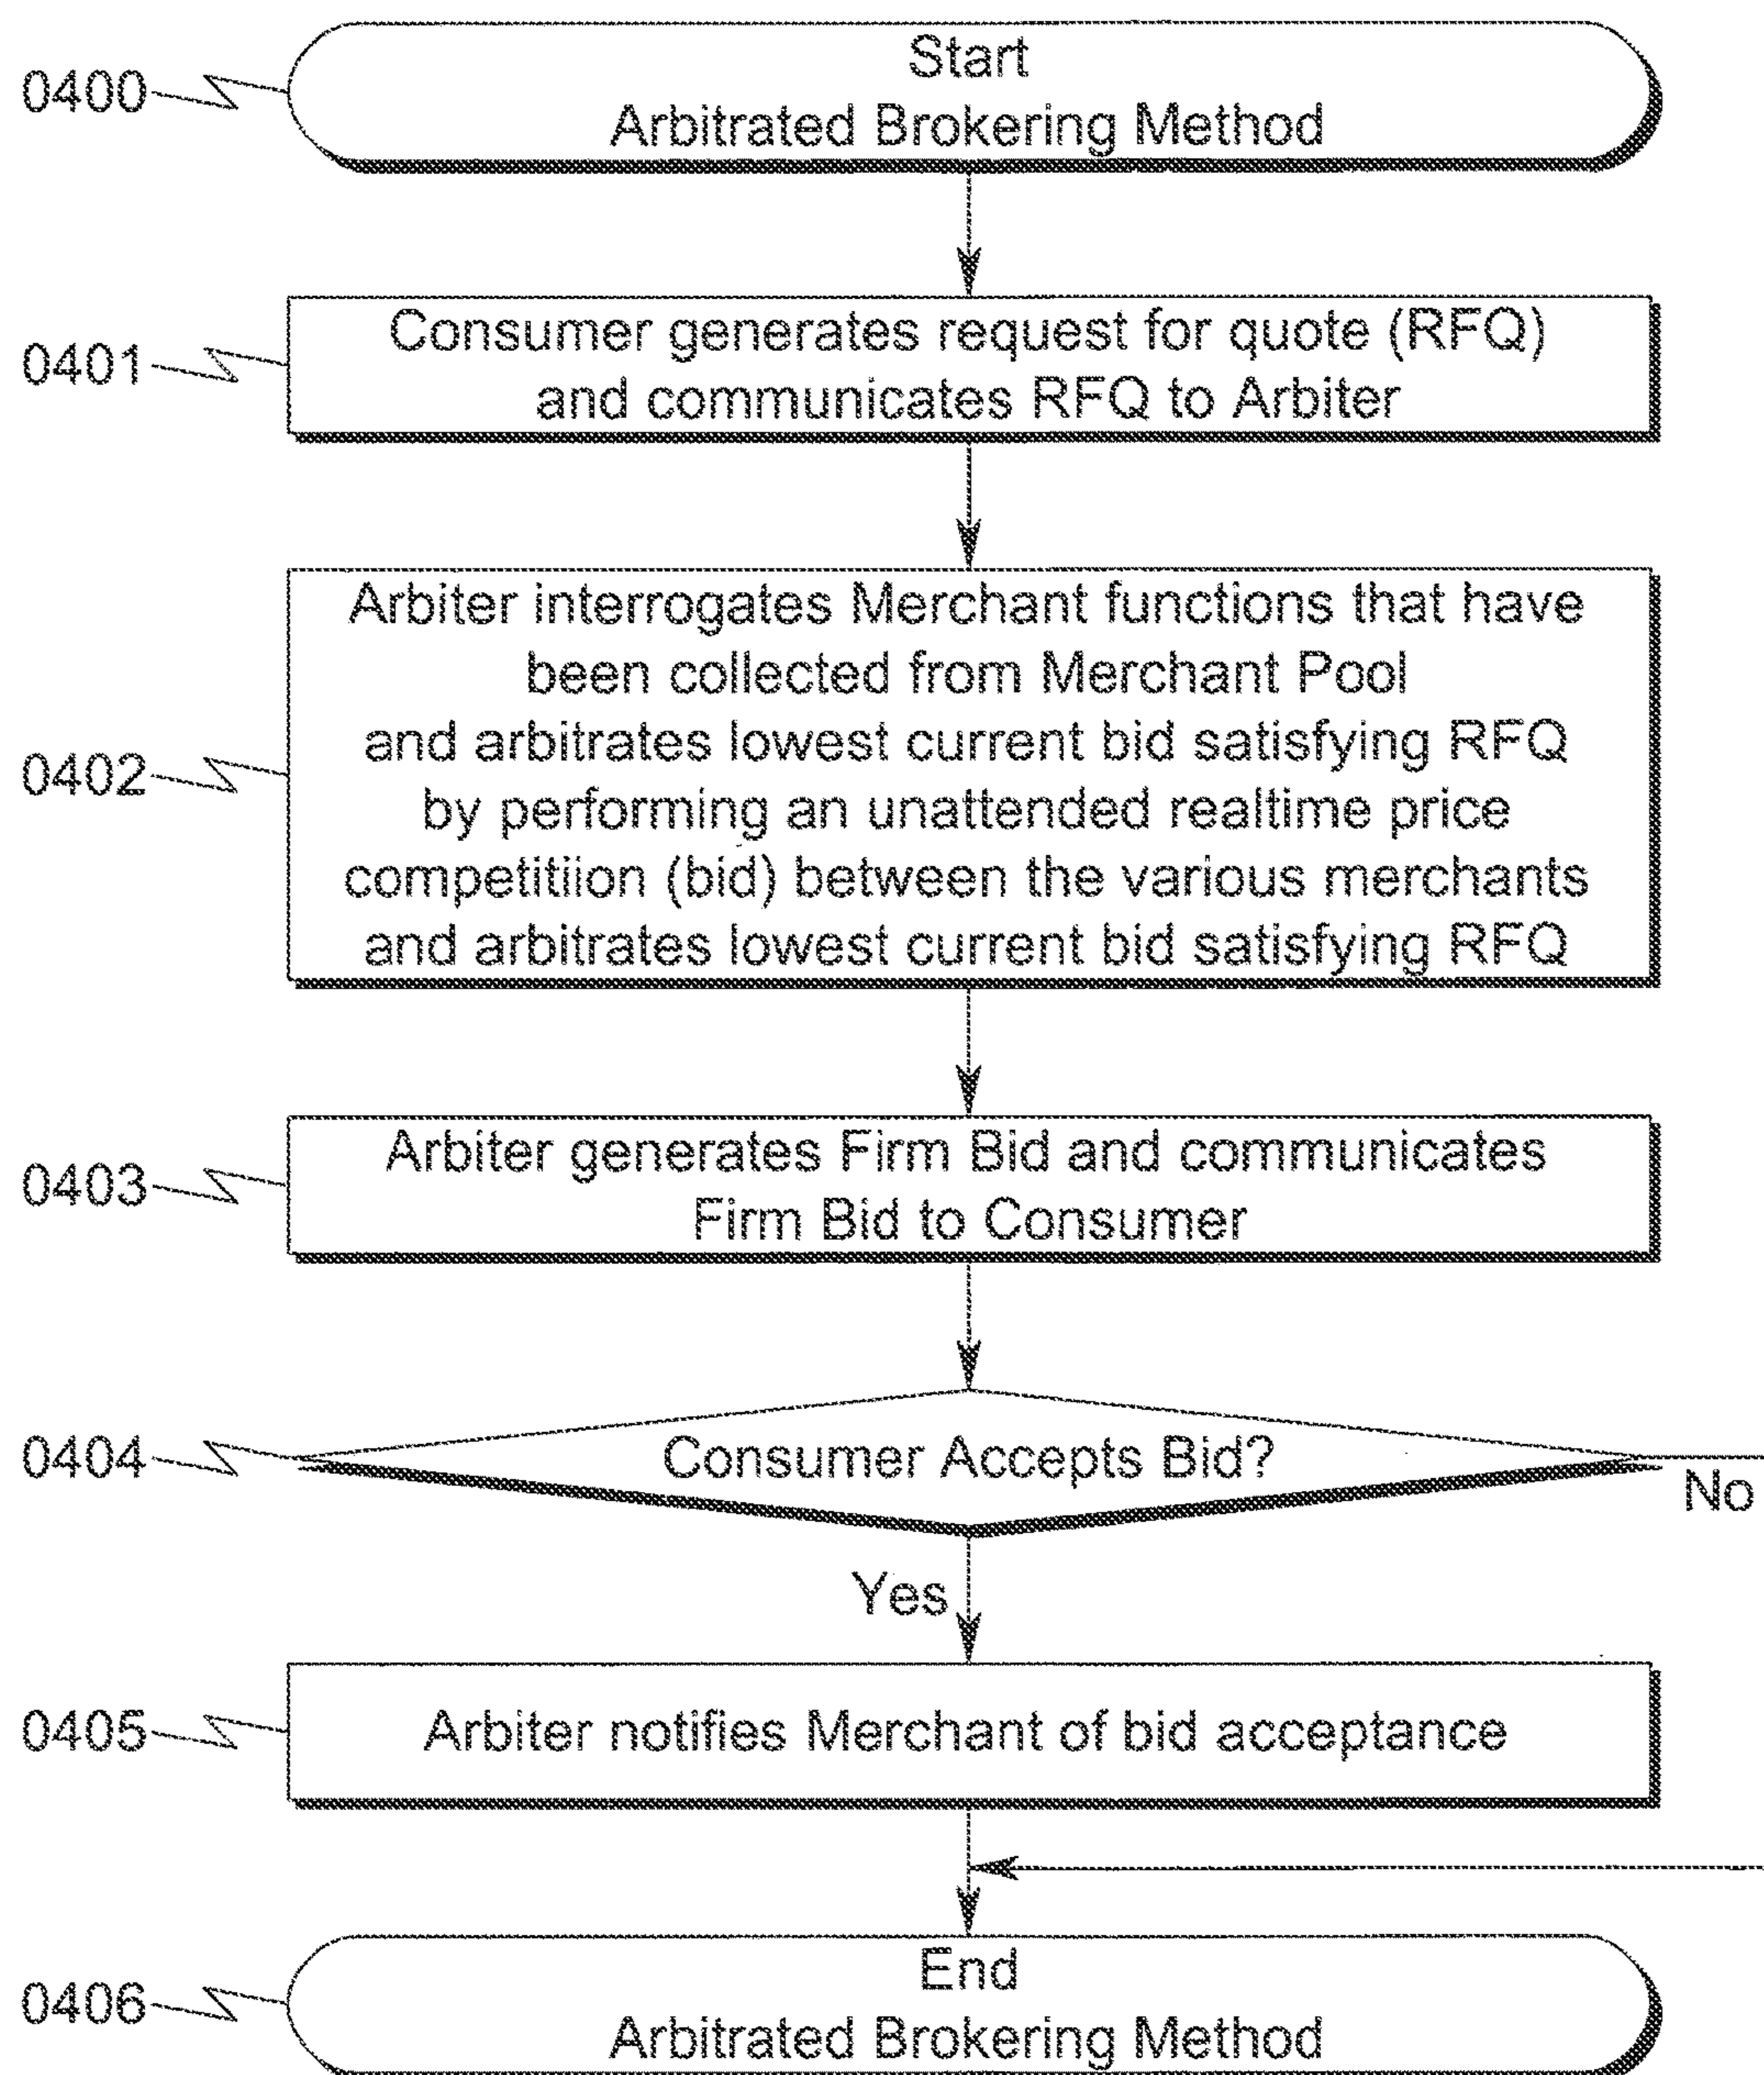 0400
Start
Arbitrated Brokering Method
0401
Consumer generates request for quote (RFQ)
and communicates RFQ to Arbiter
0402
Arbiter interrogates Merchant functions that have
been collected from Merchant Pool
and arbitrates lowest current bid satisfying RFQ
by performing an unattended realtime price
competitiion (bid) between the various merchants
and arbitrates lowest current bid satisfying RFQ
0403
Arbiter generates Firm Bid and communicates
Firm Bid to Consumer
0404
Consumer Accepts Bid?
No
Yes
0405
Arbiter notifies Merchant of bid acceptance
0406
End
Arbitrated Brokering Method